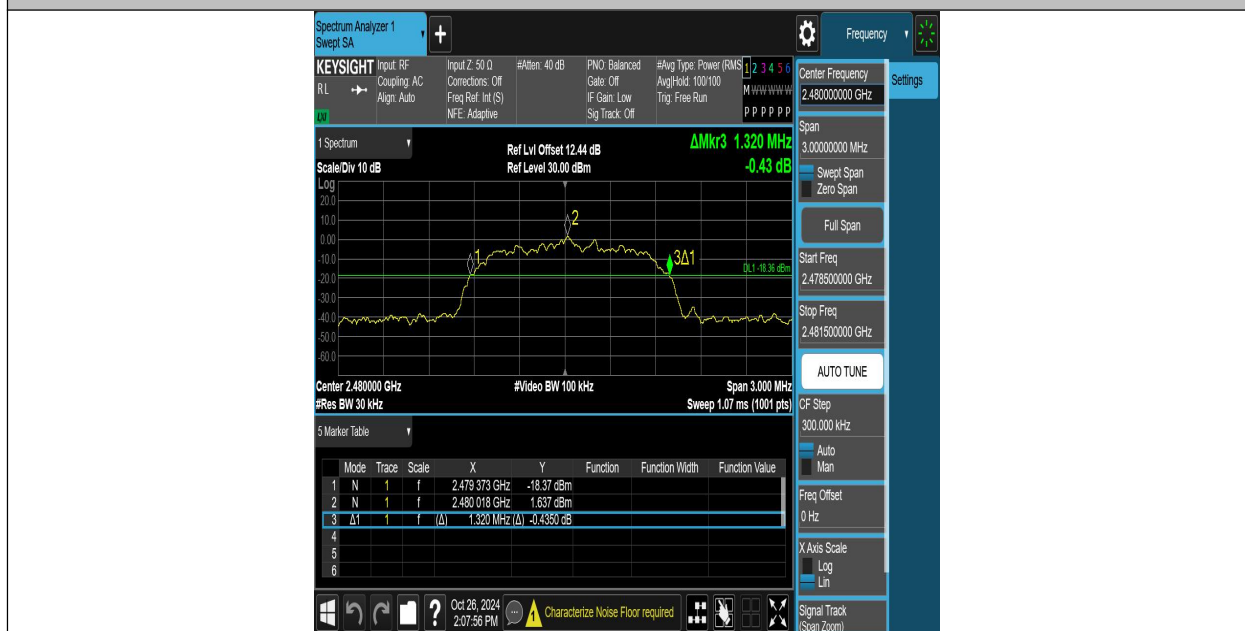 Spectrum Analyzer 1
Swept SA
+
Frequency
KEYSIGHT
RL
Input: RF
Coupling: AC
Align: Auto
Input Z: 50 Ω
Corrections: Off
Freq Ref: Int (S)
NFE: Adaptive
#Atten: 40 dB
PNO: Balanced
Gate: Off
IF Gain: Low
Sig Track: Off
#Avg Type: Power (RMS
Avg|Hold: 100/100
Trig: Free Run
1 2 3 4 5 6
M W W W W W
P P P P P P
1 Spectrum
Scale/Div 10 dB
Ref Lvl Offset 12.44 dB
Ref Level 30.00 dBm
ΔMkr3 1.320 MHz
-0.43 dB
Log
20.0
10.0
0.00
-10.0
-20.0
-30.0
-40.0
-50.0
-60.0
1
2
3Δ1
DL1 -18.36 dBm
Center 2.480000 GHz
#Video BW 100 kHz
Span 3.000 MHz
#Res BW 30 kHz
Sweep 1.07 ms (1001 pts)
5 Marker Table
Mode Trace Scale X Y Function Function Width Function Value
1 N 1 f 2.479 373 GHz -18.37 dBm
2 N 1 f 2.480 018 GHz 1.637 dBm
3 Δ1 1 f (Δ) 1.320 MHz (Δ) -0.4350 dB
4
5
6
?
Oct 26, 2024
2:07:56 PM
Characterize Noise Floor required
Center Frequency
2.480000000 GHz
Settings
Span
3.00000000 MHz
Swept Span
Zero Span
Full Span
Start Freq
2.478500000 GHz
Stop Freq
2.481500000 GHz
AUTO TUNE
CF Step
300.000 kHz
Auto
Man
Freq Offset
0 Hz
X Axis Scale
Log
Lin
Signal Track
(Span Zoom)